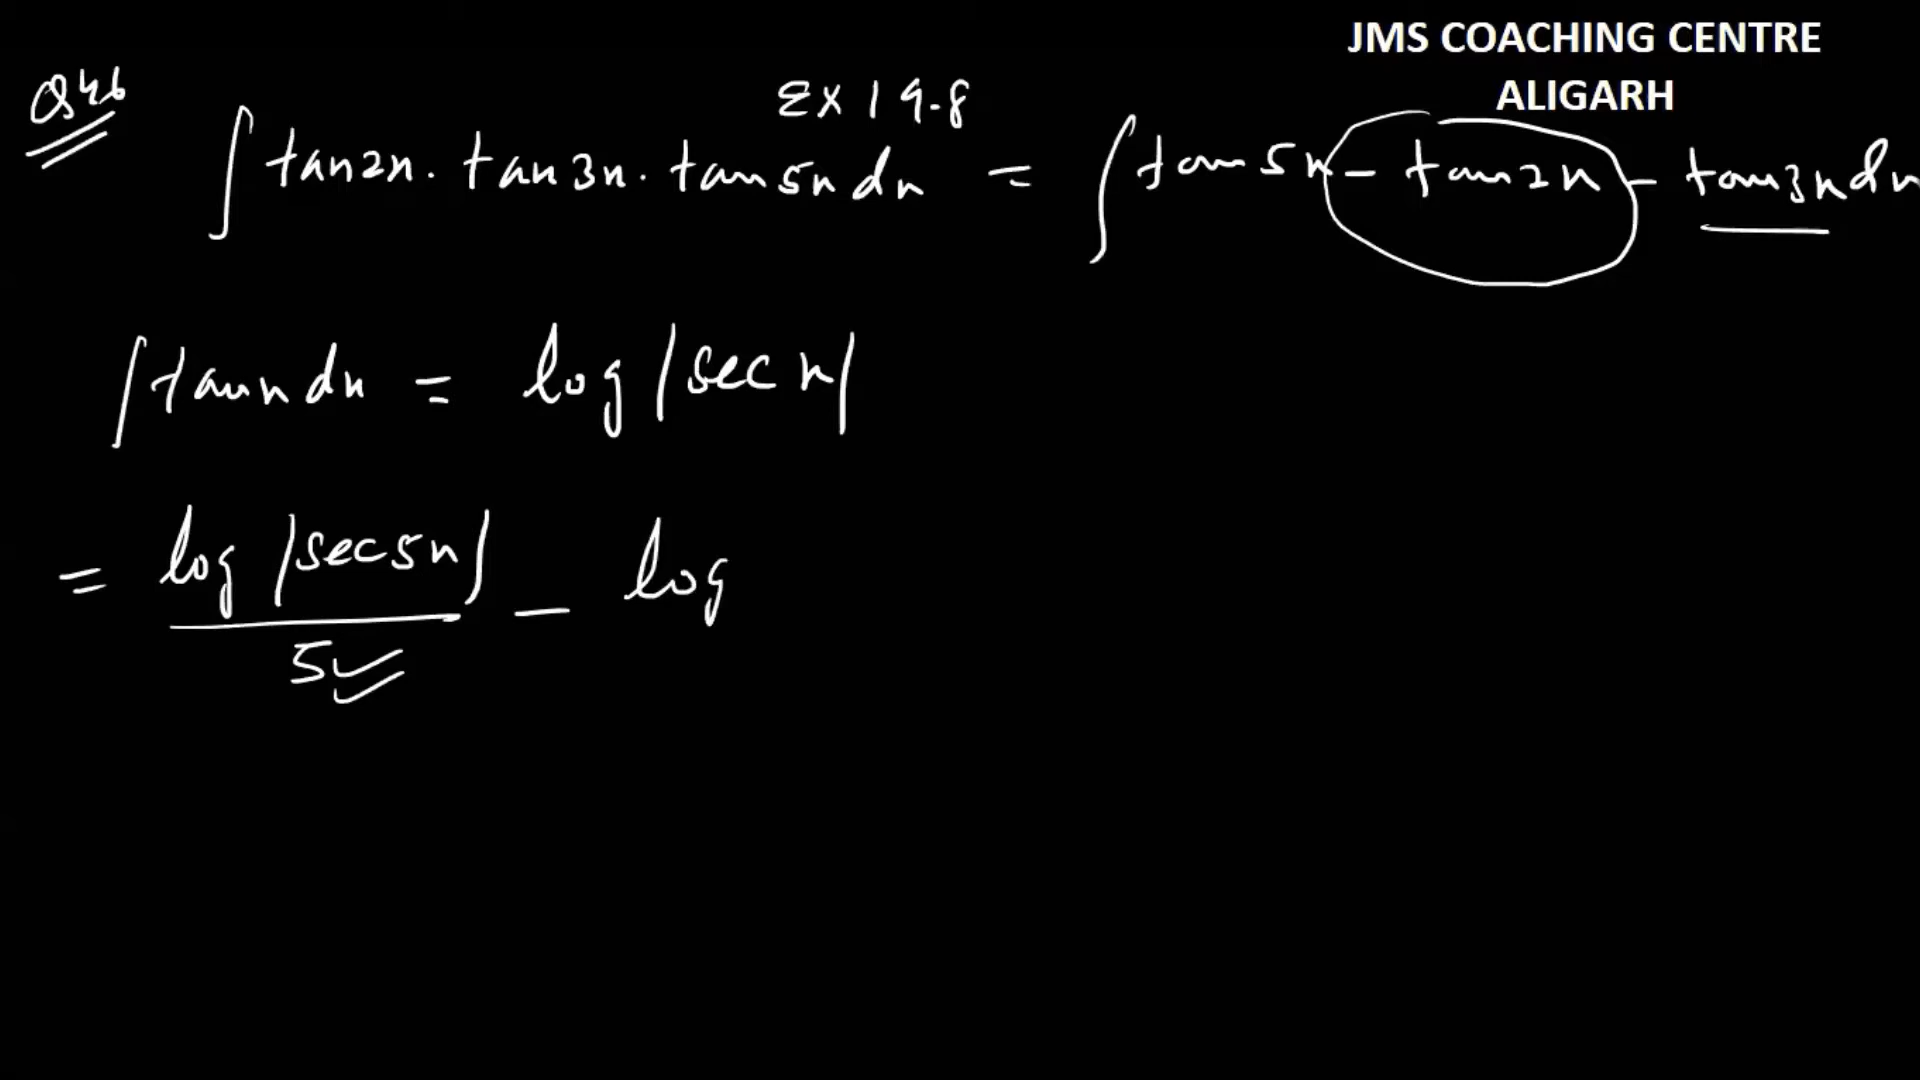 JMS COACHING CENTRE
ALIGARH
Q46 EX 19.8
∫ tan2x. tan3x. tan5x dx = ∫ tan5x - tan2x - tan3x dx
∫ tanx dx = log |sec x|
= log |sec5x| / 5 - log